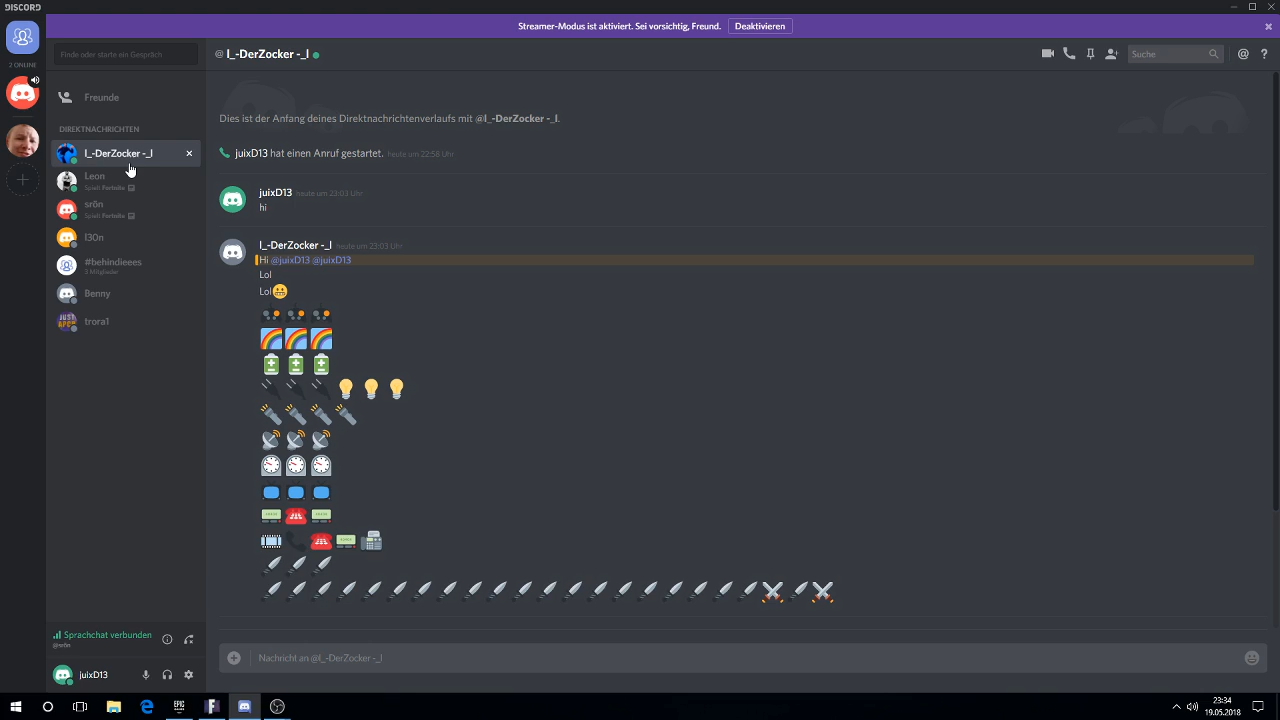 DISCORD
Streamer-Modus ist aktiviert. Sei vorsichtig, Freund. Deaktivieren
2 ONLINE
Finde oder starte ein Gespräch
Freunde
DIREKTNACHRICHTEN
l_-DerZocker -_l
Leon
Spielt Fortnite
srön
Spielt Fortnite
l30n
#behindieees
3 Mitglieder
Benny
trora1
Sprachchat verbunden
@srön
juixD13
@ l_-DerZocker -_l
Suche
Dies ist der Anfang deines Direktnachrichtenverlaufs mit @l_-DerZocker -_l.
juixD13 hat einen Anruf gestartet. heute um 22:58 Uhr
juixD13 heute um 23:03 Uhr
hi
l_-DerZocker -_l heute um 23:03 Uhr
Hi @juixD13 @juixD13
Lol
Lol
Nachricht an @l_-DerZocker -_l
EPIC
23:34
19.05.2018